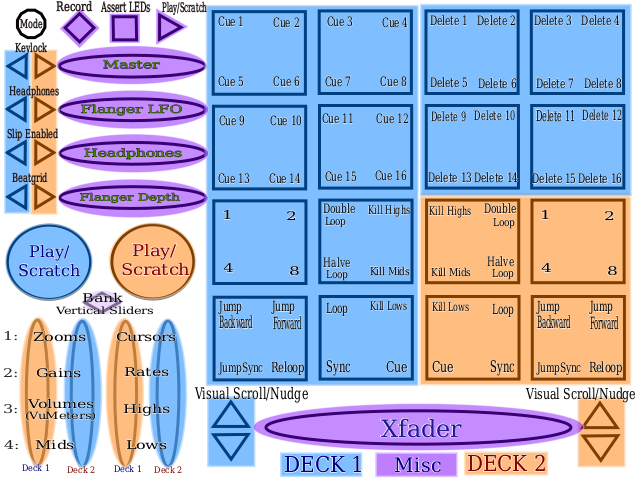 Record
Assert LEDs
Play/Scratch
Mode
Keylock
Master
Headphones
Flanger LFO
Slip Enabled
Headphones
Beatgrid
Flanger Depth
Cue 1 Cue 2 Cue 3 Cue 4
Cue 5 Cue 6 Cue 7 Cue 8
Cue 9 Cue 10 Cue 11 Cue 12
Cue 13 Cue 14 Cue 15 Cue 16
Delete 1 Delete 2 Delete 3 Delete 4
Delete 5 Delete 6 Delete 7 Delete 8
Delete 9 Delete 10 Delete 11 Delete 12
Delete 13 Delete 14 Delete 15 Delete 16
1 2
4 8
Double
Loop
Kill Highs
Halve
Loop
Kill Mids
Kill Highs
Double
Loop
Kill Mids
Halve
Loop
1 2
4 8
Jump
Backward
Jump
Forward
JumpSync Reloop
Loop Kill Lows
Sync Cue
Kill Lows Loop
Cue Sync
Jump
Backward
Jump
Forward
JumpSync Reloop
Play/
Scratch
Play/
Scratch
Bank
Vertical Sliders
1: Zooms Cursors
2: Gains Rates
3: Volumes
(VuMeters)
Highs
4: Mids Lows
Deck 1 Deck 2 Deck 1 Deck 2
Visual Scroll/Nudge
Visual Scroll/Nudge
Xfader
DECK 1 Misc DECK 2